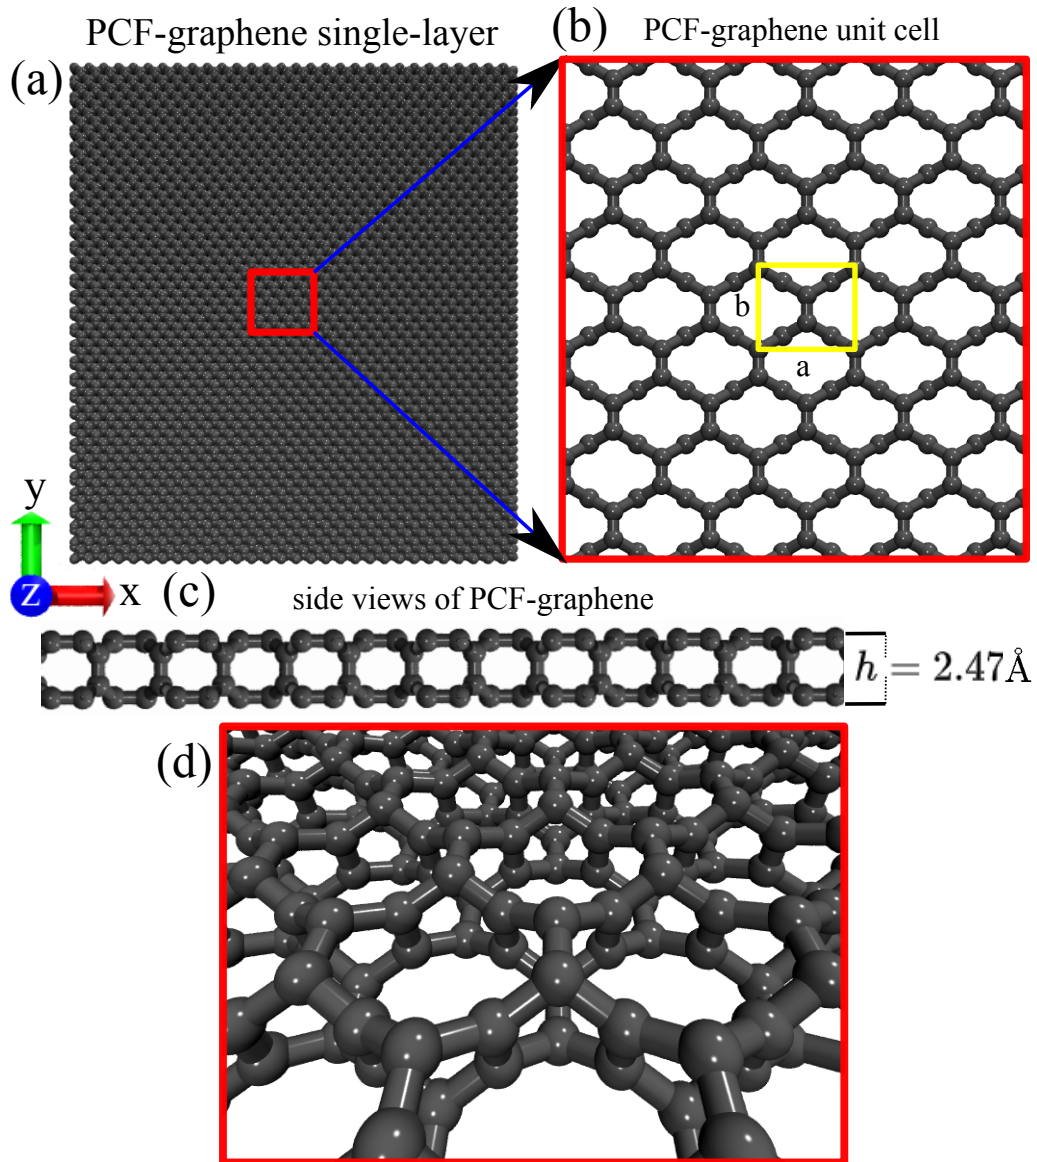 PCF-graphene single-layer
(a)
(b)
PCF-graphene unit cell
b
a
y
z
x
(c)
side views of PCF-graphene
h = 2.47Å
(d)